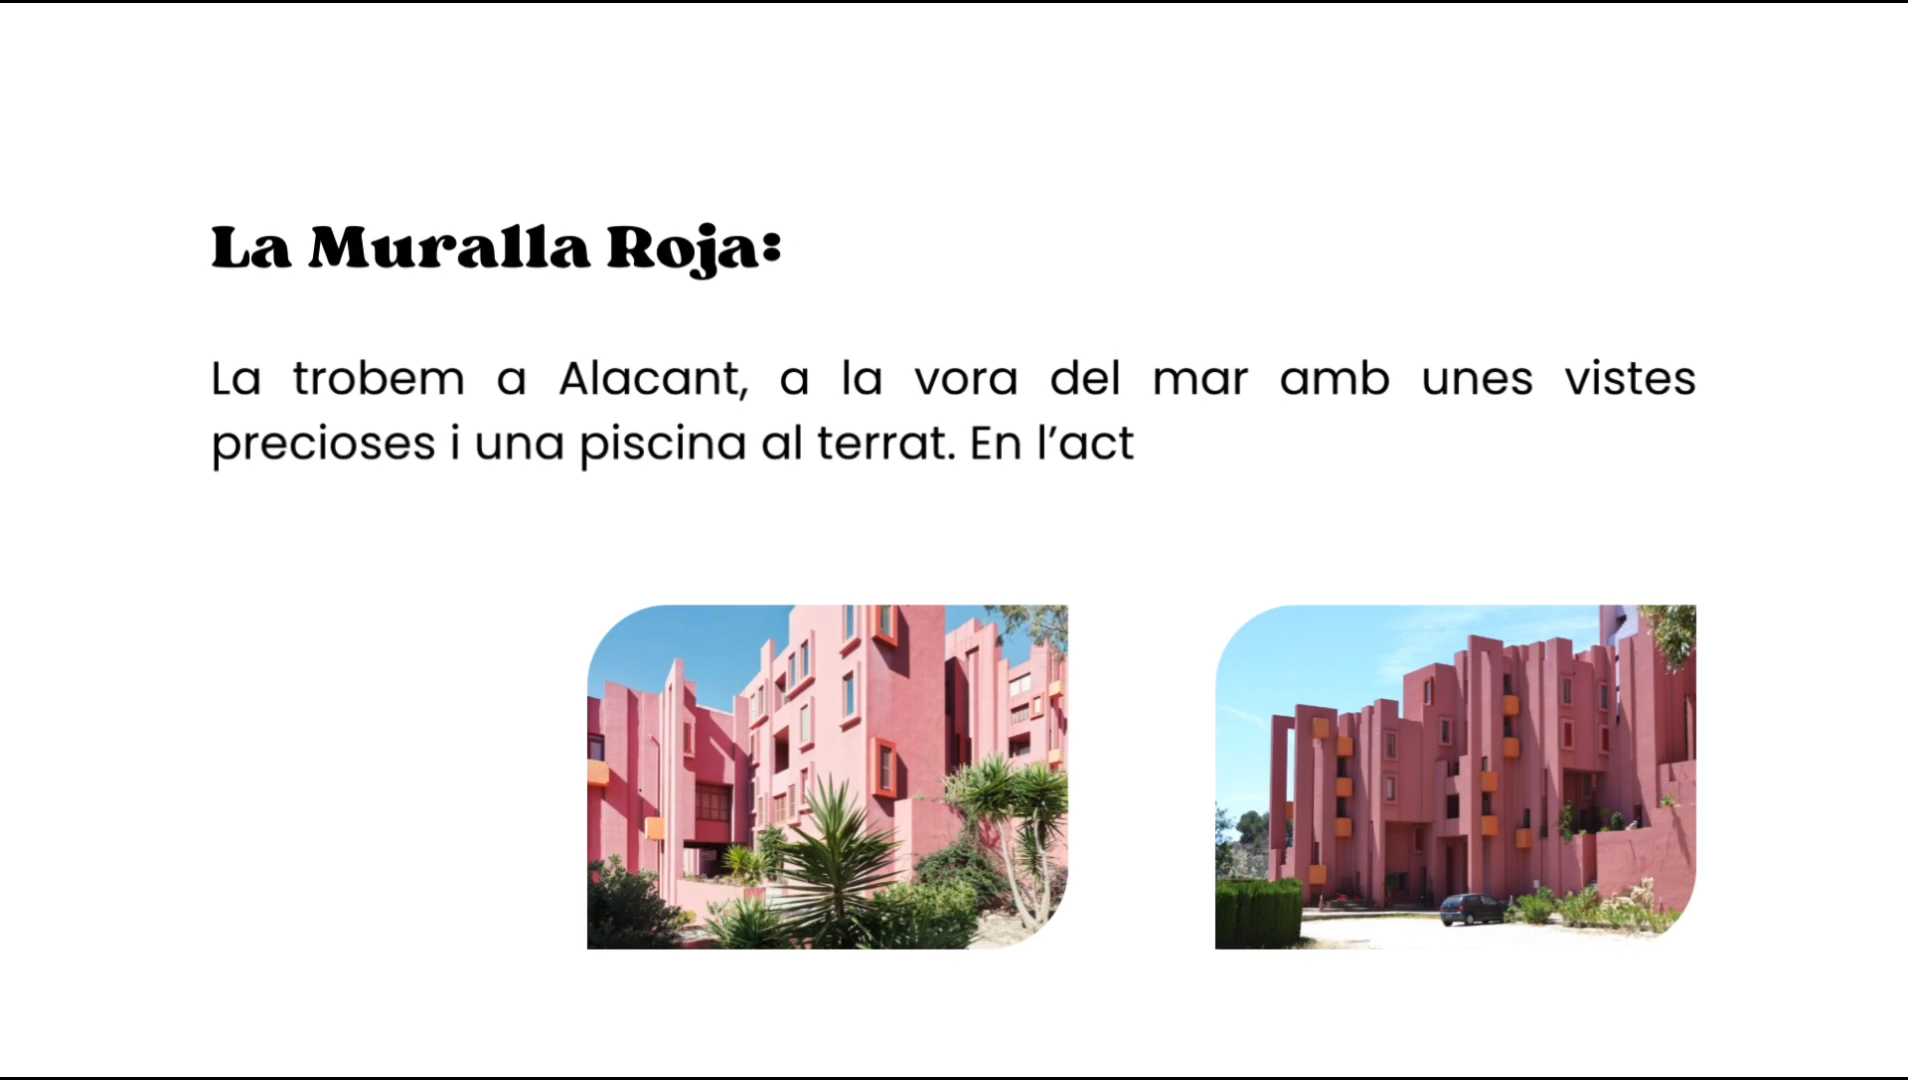 La Muralla Roja:
La trobem a Alacant, a la vora del mar amb unes vistes
precioses i una piscina al terrat. En l’act